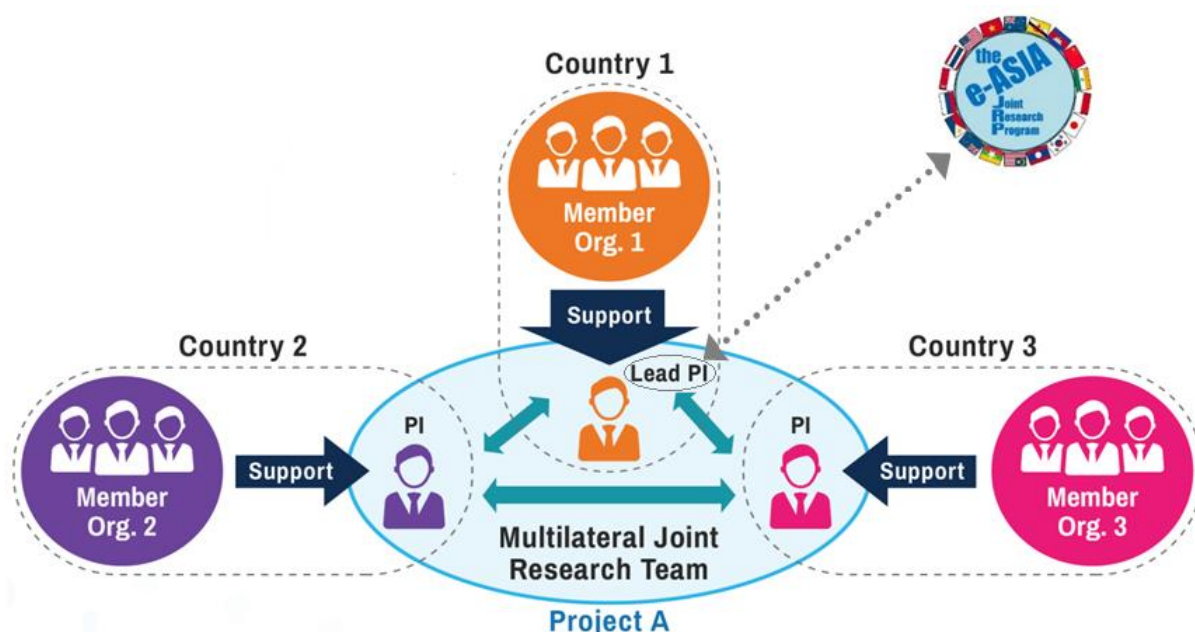 Country 1
the
e-ASIA
Joint
Research
Program
Member
Org. 1
Support
Country 2
Country 3
Lead PI
PI
PI
Support
Support
Member
Org. 2
Member
Org. 3
Multilateral Joint
Research Team
Project A